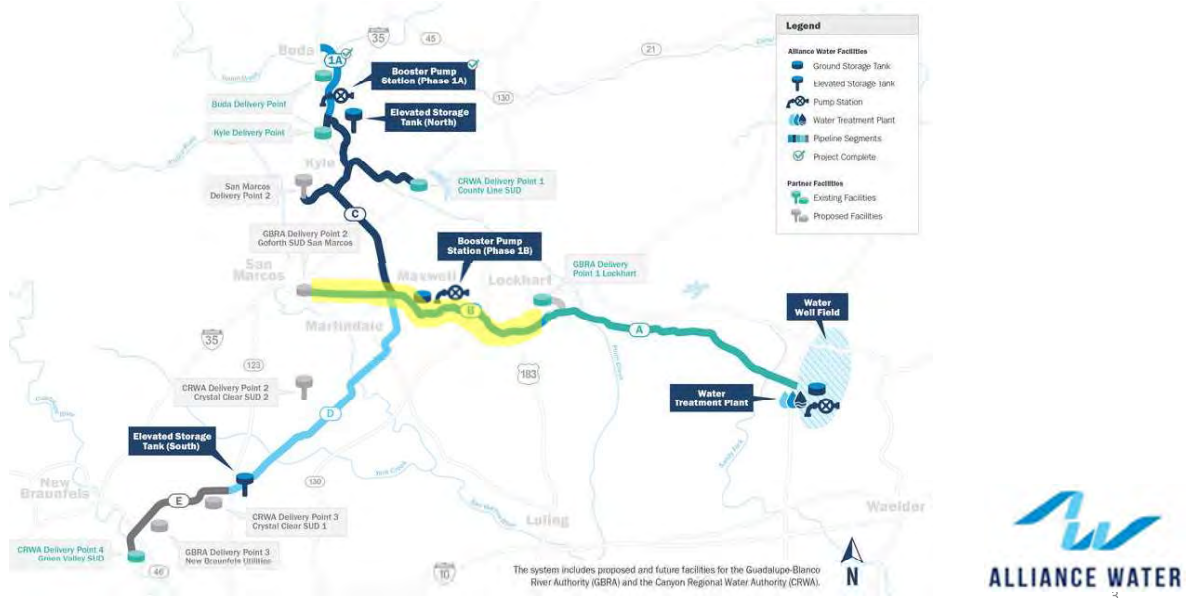 Buda
35
45
21
1A
Booster Pump
Station (Phase 1A)
130
Buda Delivery Point
Elevated Storage
Tank (North)
Kyle Delivery Point
Kyle
San Marcos
Delivery Point 2
CRWA Delivery Point 1
County Line SUD
C
GBRA Delivery Point 2
Goforth SUD San Marcos
Booster Pump
Station (Phase 1B)
San
Marcos
Maxwell
Lockhart
GBRA Delivery
Point 1 Lockhart
B
A
Martindale
Water
Well Field
35
123
183
CRWA Delivery Point 2
Crystal Clear SUD 2
Water
Treatment Plant
D
Elevated Storage
Tank (South)
New
Braunfels
E
130
CRWA Delivery Point 3
Crystal Clear SUD 1
Luling
Waelder
CRWA Delivery Point 4
Green Valley SUD
GBRA Delivery Point 3
New Braunfels Utilities
46
10
The system includes proposed and future facilities for the Guadalupe-Blanco
River Authority (GBRA) and the Canyon Regional Water Authority (CRWA).
N
Legend
Alliance Water Facilities
Ground Storage Tank
Elevated Storage Tank
Pump Station
Water Treatment Plant
Pipeline Segments
Project Complete
Partner Facilities
Existing Facilities
Proposed Facilities
ALLIANCE WATER